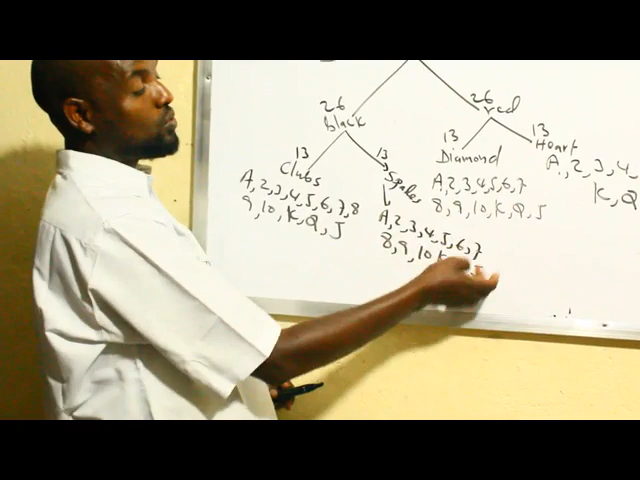 26
Black
26
red
13
Clubs
A,2,3,4,5,6,7,8
9,10,K,Q,J
13
Spades
A,2,3,4,5,6,7
8,9,10,K
13
Diamond
A,2,3,4,5,6,7
8,9,10,K,Q,J
13
Heart
A,2,3,4
K,Q